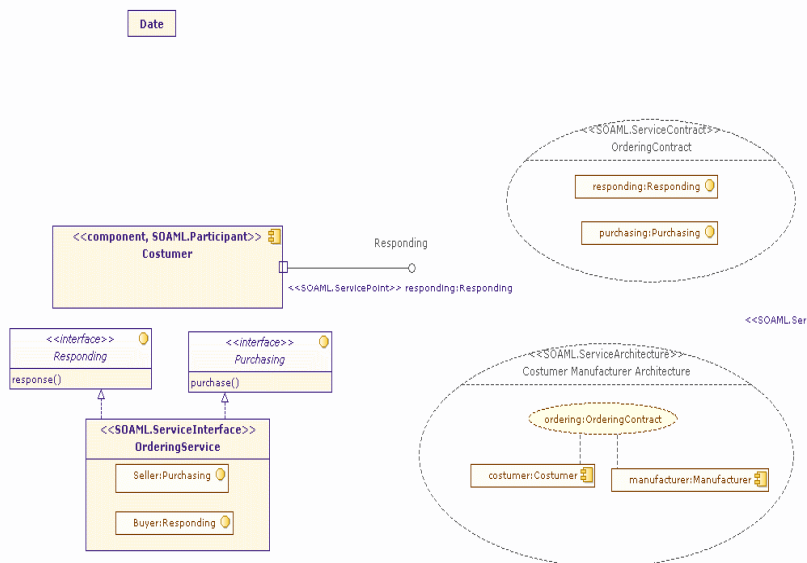 Date
<<SOAML.ServiceContract>>
OrderingContract
responding:Responding
purchasing:Purchasing
<<component, SOAML.Participant>>
Costumer
Responding
<<SOAML.ServicePoint>> responding:Responding
<<SOAML.Ser
<<interface>>
Responding
response()
<<interface>>
Purchasing
purchase()
<<SOAML.ServiceInterface>>
OrderingService
Seller:Purchasing
Buyer:Responding
<<SOAML.ServiceArchitecture>>
Costumer Manufacturer Architecture
ordering:OrderingContract
costumer:Costumer
manufacturer:Manufacturer